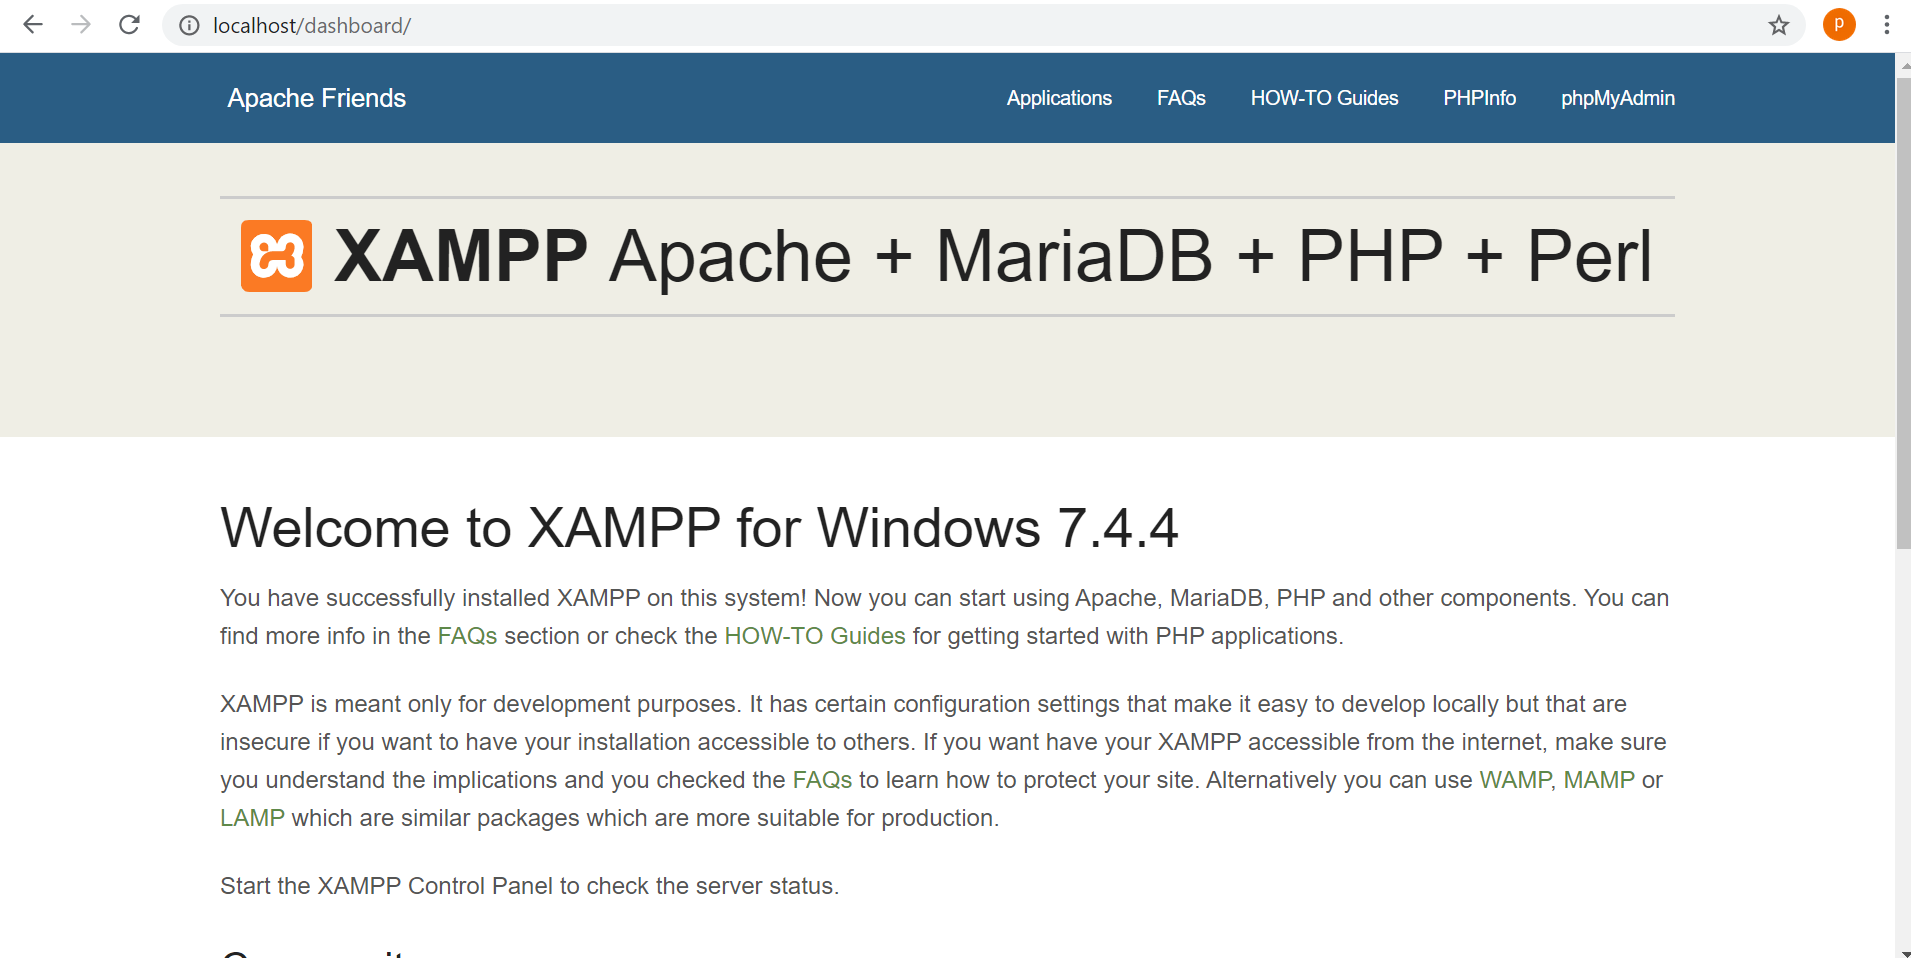 localhost/dashboard/
p
Apache Friends
Applications
FAQs
HOW-TO Guides
PHPInfo
phpMyAdmin
XAMPP Apache + MariaDB + PHP + Perl
Welcome to XAMPP for Windows 7.4.4
You have successfully installed XAMPP on this system! Now you can start using Apache, MariaDB, PHP and other components. You can
find more info in the FAQs section or check the HOW-TO Guides for getting started with PHP applications.
XAMPP is meant only for development purposes. It has certain configuration settings that make it easy to develop locally but that are
insecure if you want to have your installation accessible to others. If you want have your XAMPP accessible from the internet, make sure
you understand the implications and you checked the FAQs to learn how to protect your site. Alternatively you can use WAMP, MAMP or
LAMP which are similar packages which are more suitable for production.
Start the XAMPP Control Panel to check the server status.